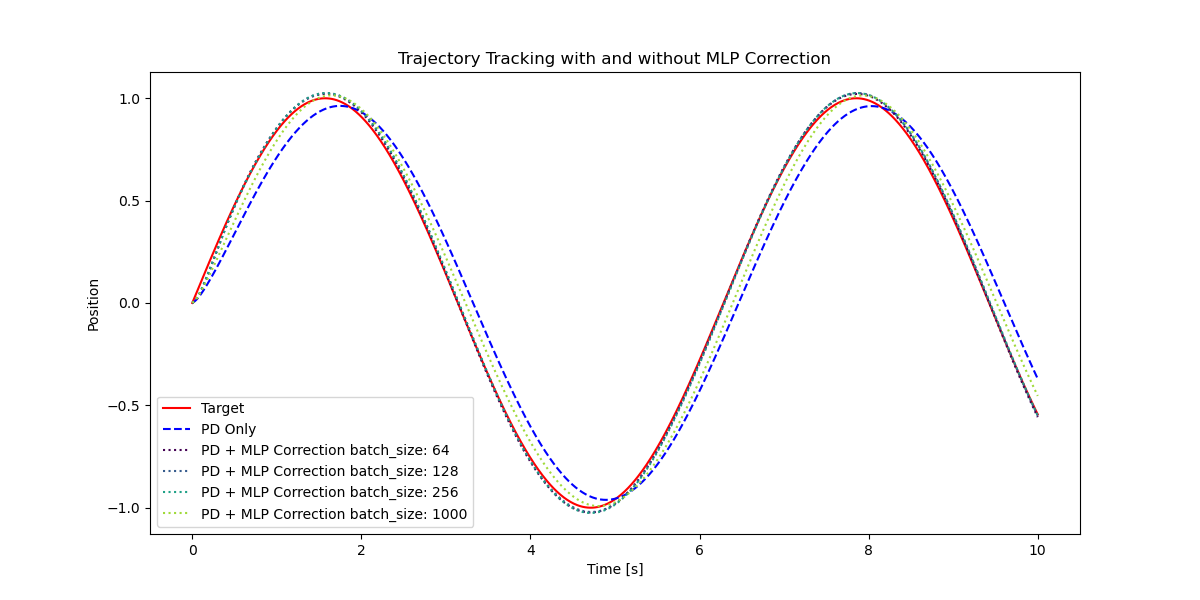 Trajectory Tracking with and without MLP Correction
Position
1.0
0.5
0.0
−0.5
−1.0
Target
PD Only
PD + MLP Correction batch_size: 64
PD + MLP Correction batch_size: 128
PD + MLP Correction batch_size: 256
PD + MLP Correction batch_size: 1000
0 2 4 6 8 10
Time [s]